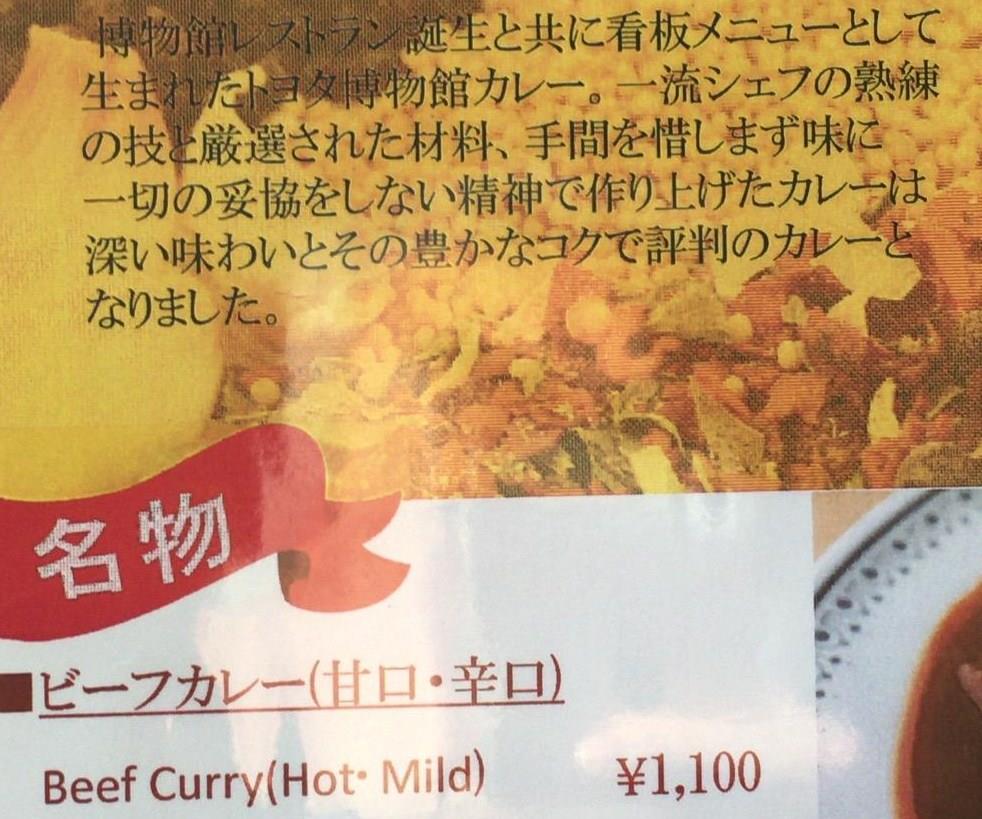 博物館レストラン誕生と共に看板メニューとして
生まれたトヨタ博物館カレー。一流シェフの熟練
の技と厳選された材料、手間を惜しまず味に
一切の妥協をしない精神で作り上げたカレーは
深い味わいとその豊かなコクで評判のカレーと
なりました。
名物
■ビーフカレー(甘口・辛口)
Beef Curry(Hot・Mild) ¥1,100